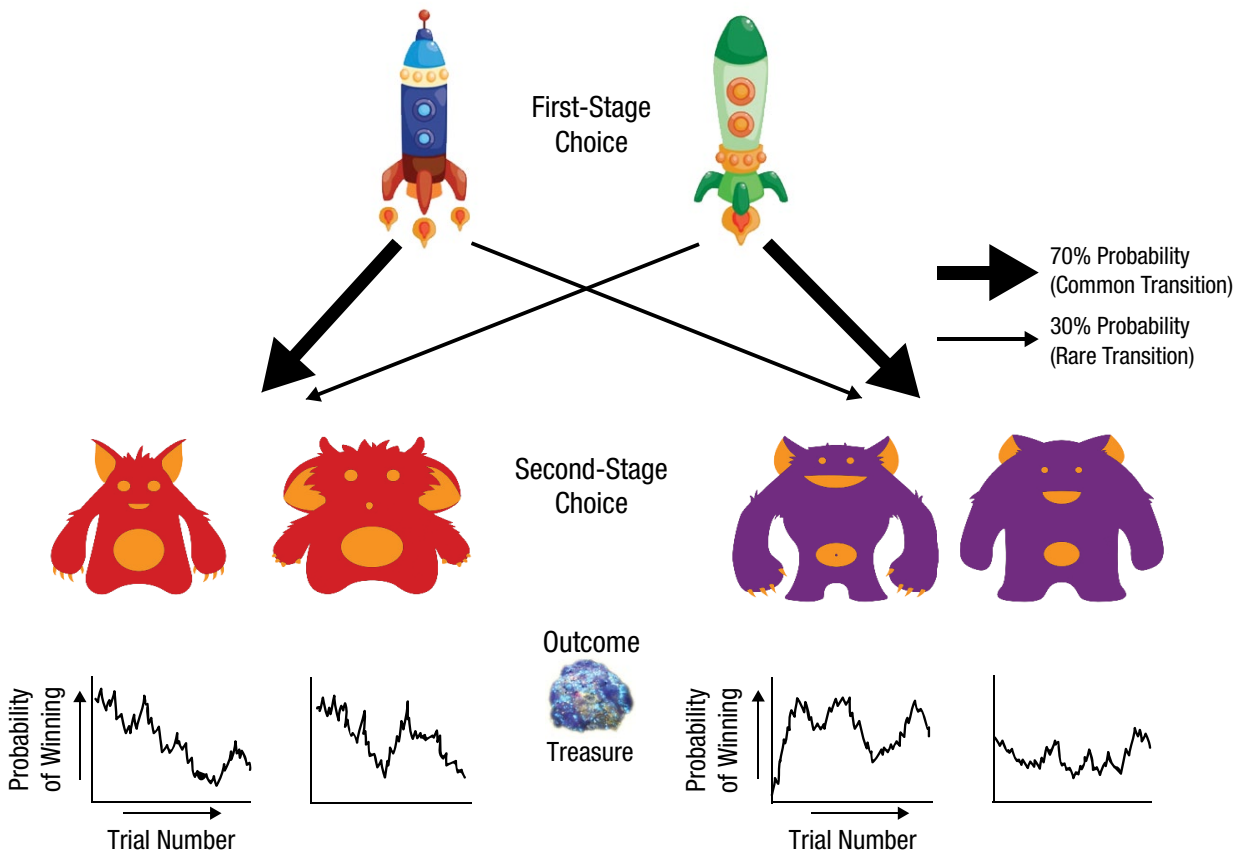 First-Stage
Choice
70% Probability
(Common Transition)
30% Probability
(Rare Transition)
Second-Stage
Choice
Outcome
Treasure
Probability
of Winning
Trial Number
Probability
of Winning
Trial Number